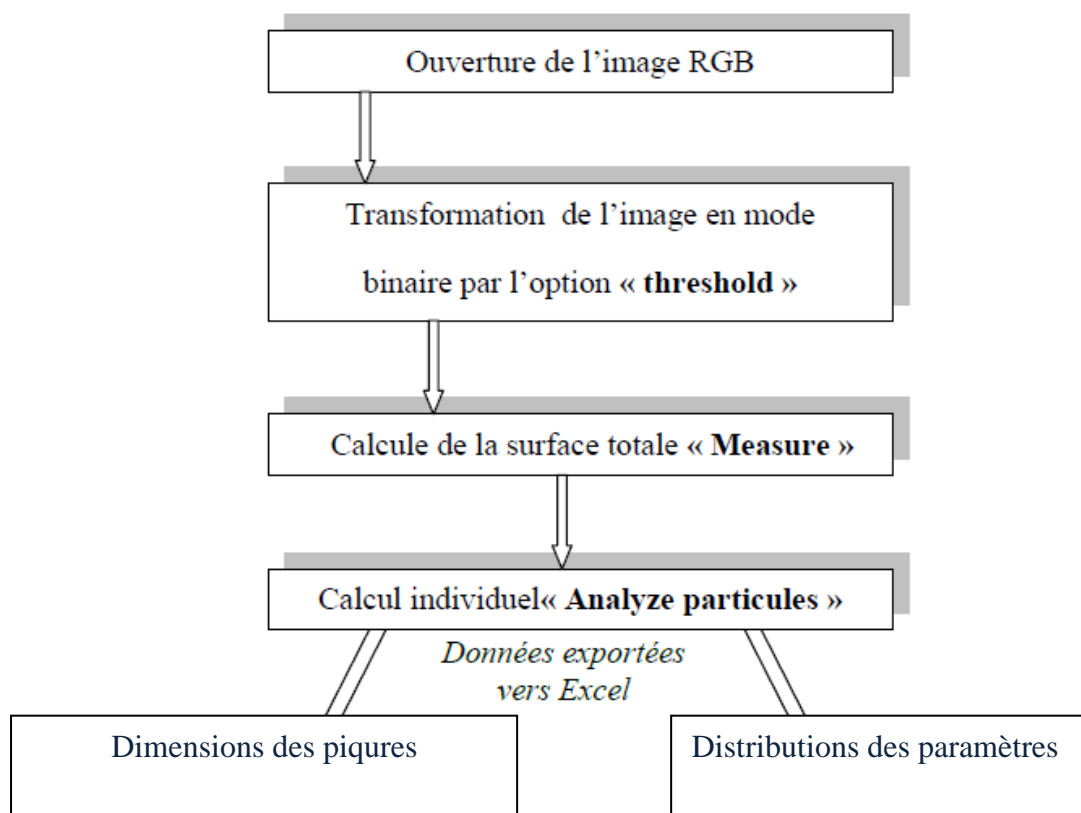 Ouverture de l’image RGB
Transformation de l’image en mode
binaire par l’option « threshold »
Calcule de la surface totale « Measure »
Calcul individuel« Analyze particules »
Données exportées
vers Excel
Dimensions des piqures
Distributions des paramètres